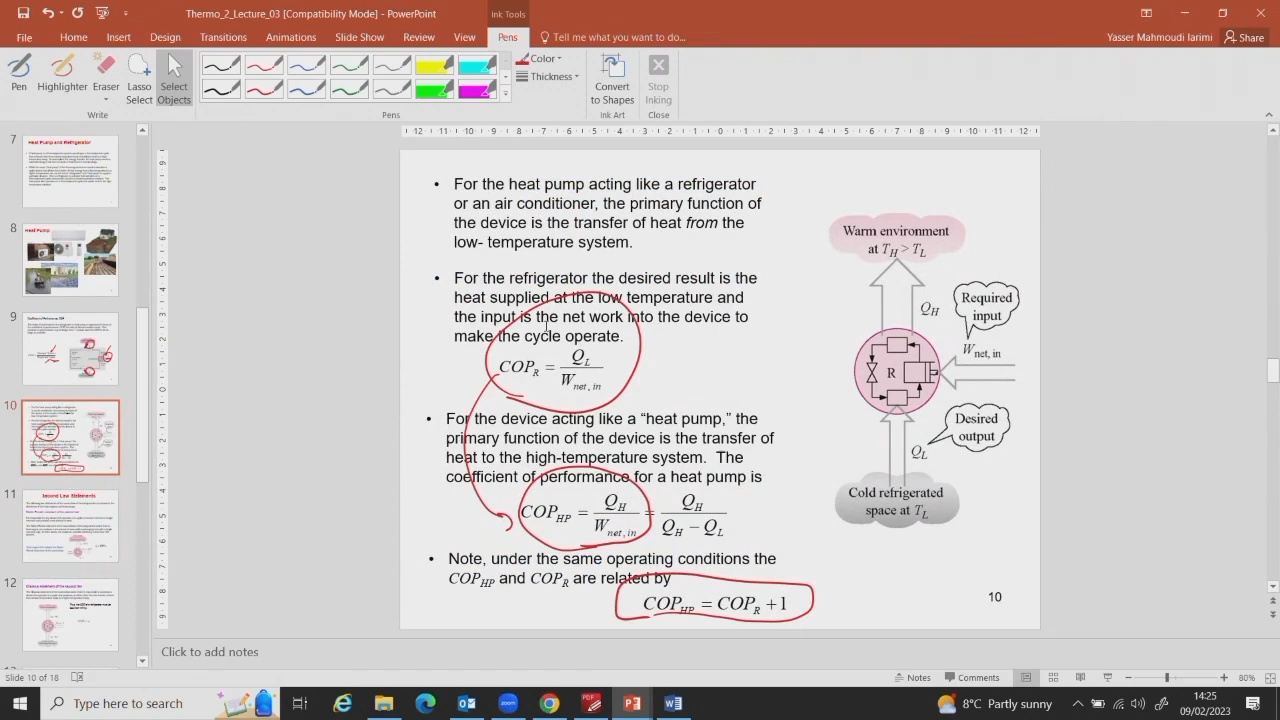 Thermo_2_Lecture_03 [Compatibility Mode] - PowerPoint
Ink Tools
Yasser Mahmoudi larimi
Share
File Home Insert Design Transitions Animations Slide Show Review View Pens Tell me what you want to do...
Pen Highlighter Eraser Lasso Select Select Objects
Color
Thickness
Convert to Shapes
Stop Inking
Write
Pens
Ink Art
Close
7
Heat Pump and Refrigerator
8
Heat Pump
9
10
11
Second Law Statements
12
• For the heat pump acting like a refrigerator
or an air conditioner, the primary function of
the device is the transfer of heat from the
low- temperature system.
• For the refrigerator the desired result is the
heat supplied at the low temperature and
the input is the net work into the device to
make the cycle operate.
COP_R = Q_L / W_net, in
• For the device acting like a “heat pump,” the
primary function of the device is the transfer of
heat to the high-temperature system. The
coefficient of performance for a heat pump is
COP_HP = Q_H / W_net, in = Q_H / (Q_H − Q_L)
• Note, under the same operating conditions the
COP_HP and COP_R are related by
COP_HP = COP_R + 1
10
Warm environment
at T_H > T_L
Q_H
Required
input
W_net, in
R
Desired
output
Q_L
Cold refrigerated
space at T_L
Click to add notes
Slide 10 of 18
Notes
Comments
80%
Type here to search
8°C Partly sunny
14:25
09/02/2023